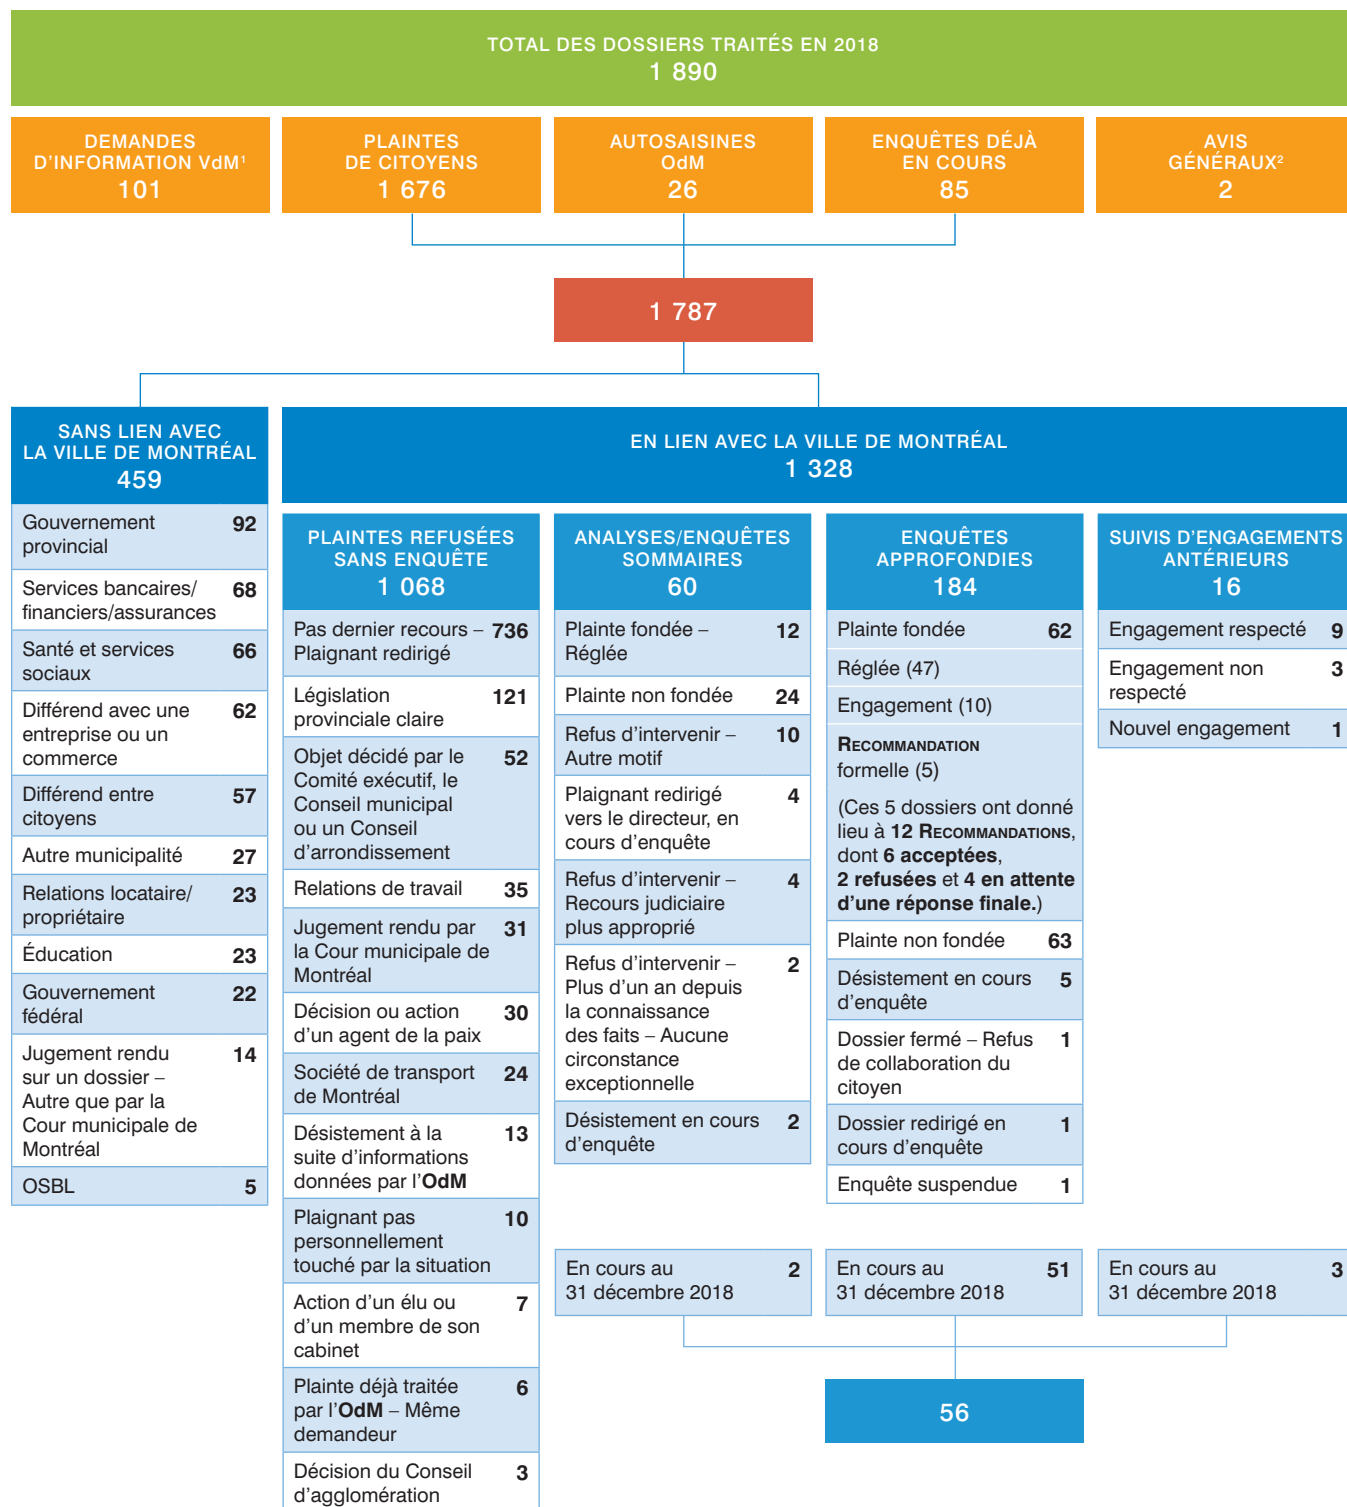 TOTAL DES DOSSIERS TRAITÉS EN 2018
1 890
DEMANDES
D'INFORMATION VdM¹
101
PLAINTES
DE CITOYENS
1 676
AUTOSAISINES
OdM
26
ENQUÊTES DÉJÀ
EN COURS
85
AVIS
GÉNÉRAUX²
2
1 787
SANS LIEN AVEC
LA VILLE DE MONTRÉAL
459
Gouvernement 92
provincial
Services bancaires/ 68
financiers/assurances
Santé et services 66
sociaux
Différend avec une 62
entreprise ou un
commerce
Différend entre 57
citoyens
Autre municipalité 27
Relations locataire/ 23
propriétaire
Éducation 23
Gouvernement 22
fédéral
Jugement rendu 14
sur un dossier –
Autre que par la
Cour municipale de
Montréal
OSBL 5
EN LIEN AVEC LA VILLE DE MONTRÉAL
1 328
PLAINTES REFUSÉES
SANS ENQUÊTE
1 068
Pas dernier recours – 736
Plaignant redirigé
Législation 121
provinciale claire
Objet décidé par le 52
Comité exécutif, le
Conseil municipal
ou un Conseil
d'arrondissement
Relations de travail 35
Jugement rendu par 31
la Cour municipale de
Montréal
Décision ou action 30
d'un agent de la paix
Société de transport 24
de Montréal
Désistement à la 13
suite d'informations
données par l'OdM
Plaignant pas 10
personnellement
touché par la situation
Action d'un élu ou 7
d'un membre de son
cabinet
Plainte déjà traitée 6
par l'OdM – Même
demandeur
Décision du Conseil 3
d'agglomération
ANALYSES/ENQUÊTES
SOMMAIRES
60
Plainte fondée – 12
Réglée
Plainte non fondée 24
Refus d'intervenir – 10
Autre motif
Plaignant redirigé 4
vers le directeur, en
cours d'enquête
Refus d'intervenir – 4
Recours judiciaire
plus approprié
Refus d'intervenir – 2
Plus d'un an depuis
la connaissance
des faits – Aucune
circonstance
exceptionnelle
Désistement en cours 2
d'enquête
En cours au 2
31 décembre 2018
ENQUÊTES
APPROFONDIES
184
Plainte fondée 62
Réglée (47)
Engagement (10)
RECOMMANDATION
formelle (5)
(Ces 5 dossiers ont donné
lieu à 12 RECOMMANDATIONS,
dont 6 acceptées,
2 refusées et 4 en attente
d'une réponse finale.)
Plainte non fondée 63
Désistement en cours 5
d'enquête
Dossier fermé – Refus 1
de collaboration du
citoyen
Dossier redirigé en 1
cours d'enquête
Enquête suspendue 1
En cours au 51
31 décembre 2018
SUIVIS D'ENGAGEMENTS
ANTÉRIEURS
16
Engagement respecté 9
Engagement non 3
respecté
Nouvel engagement 1
En cours au 3
31 décembre 2018
56